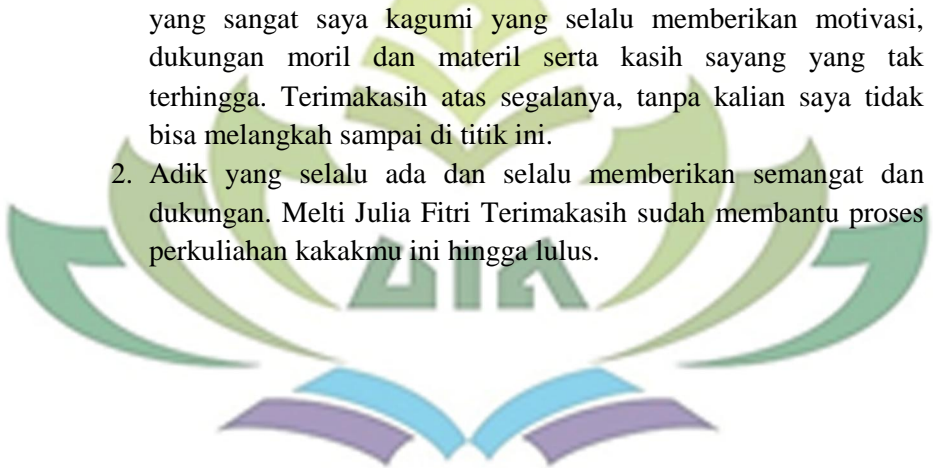 yang sangat saya kagumi yang selalu memberikan motivasi,
dukungan moril dan materil serta kasih sayang yang tak
terhingga. Terimakasih atas segalanya, tanpa kalian saya tidak
bisa melangkah sampai di titik ini.
2. Adik yang selalu ada dan selalu memberikan semangat dan
dukungan. Melti Julia Fitri Terimakasih sudah membantu proses
perkuliahan kakakmu ini hingga lulus.